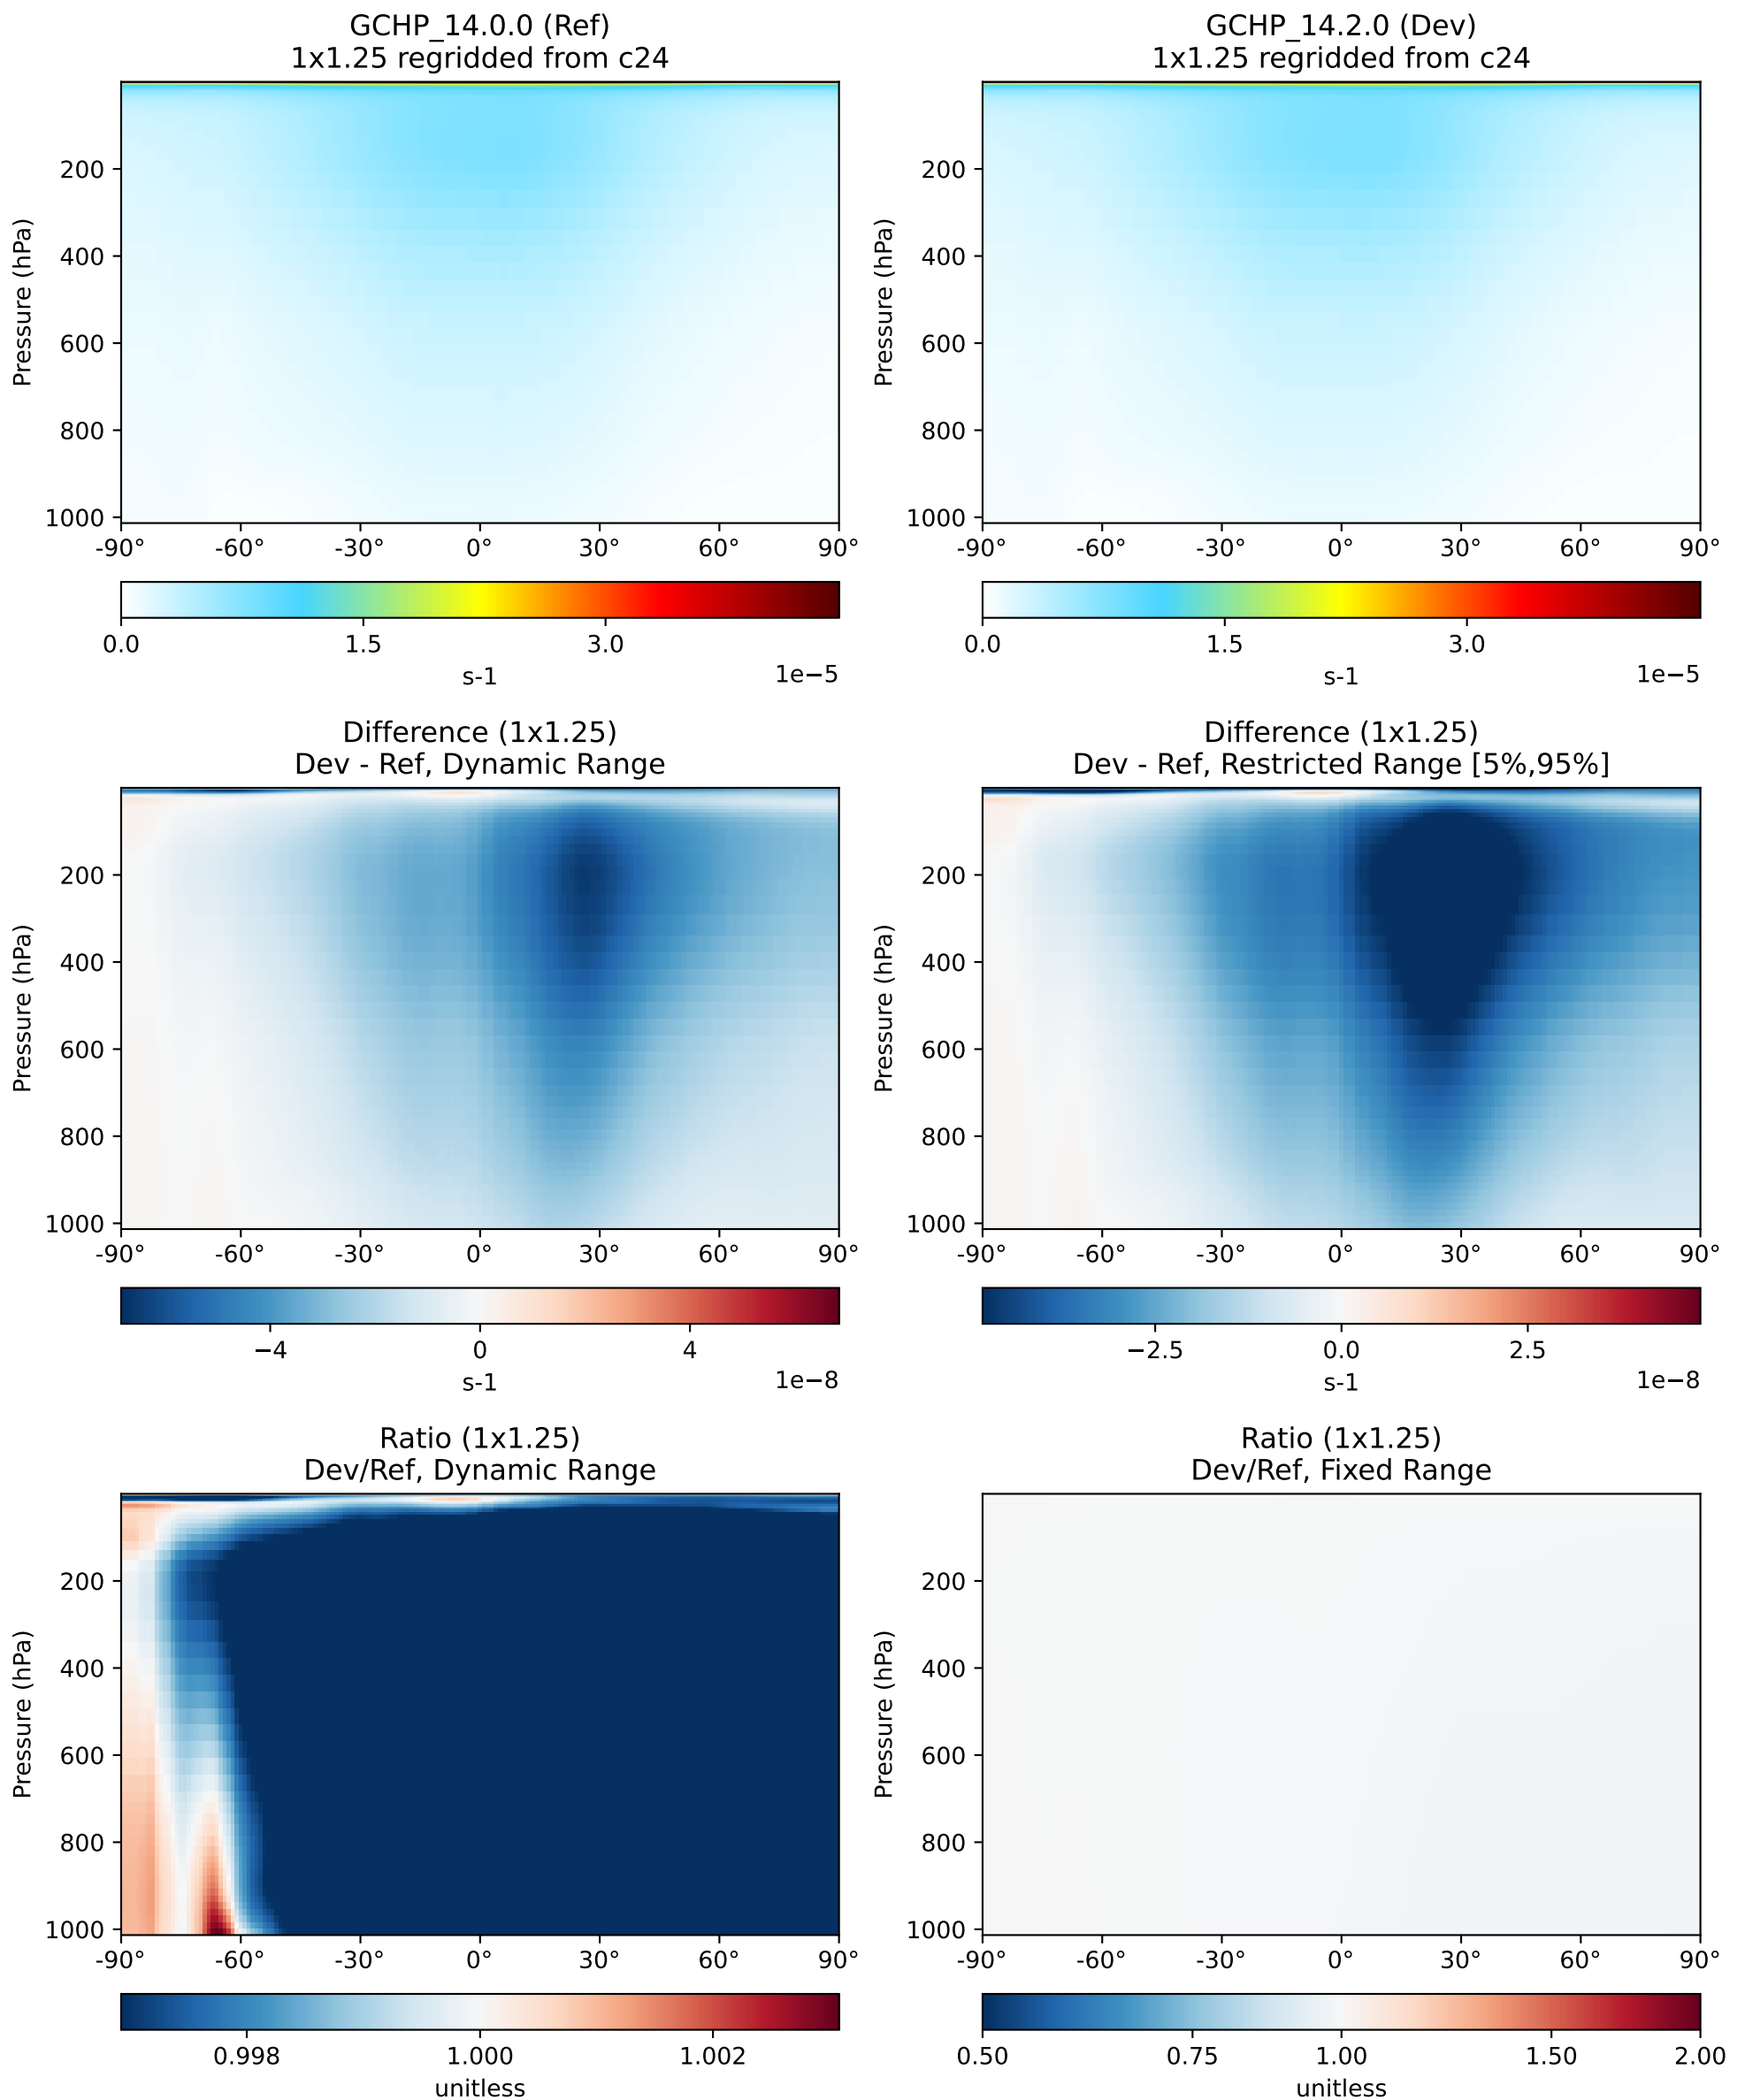 GCHP_14.0.0 (Ref)
1x1.25 regridded from c24
Pressure (hPa)
200
400
600
800
1000
-90° -60° -30° 0° 30° 60° 90°
0.0 1.5 3.0
s-1
1e−5
GCHP_14.2.0 (Dev)
1x1.25 regridded from c24
Pressure (hPa)
200
400
600
800
1000
-90° -60° -30° 0° 30° 60° 90°
0.0 1.5 3.0
s-1
1e−5
Difference (1x1.25)
Dev - Ref, Dynamic Range
Pressure (hPa)
200
400
600
800
1000
-90° -60° -30° 0° 30° 60° 90°
−4 0 4
s-1
1e−8
Difference (1x1.25)
Dev - Ref, Restricted Range [5%,95%]
Pressure (hPa)
200
400
600
800
1000
-90° -60° -30° 0° 30° 60° 90°
−2.5 0.0 2.5
s-1
1e−8
Ratio (1x1.25)
Dev/Ref, Dynamic Range
Pressure (hPa)
200
400
600
800
1000
-90° -60° -30° 0° 30° 60° 90°
0.998 1.000 1.002
unitless
Ratio (1x1.25)
Dev/Ref, Fixed Range
Pressure (hPa)
200
400
600
800
1000
-90° -60° -30° 0° 30° 60° 90°
0.50 0.75 1.00 1.50 2.00
unitless